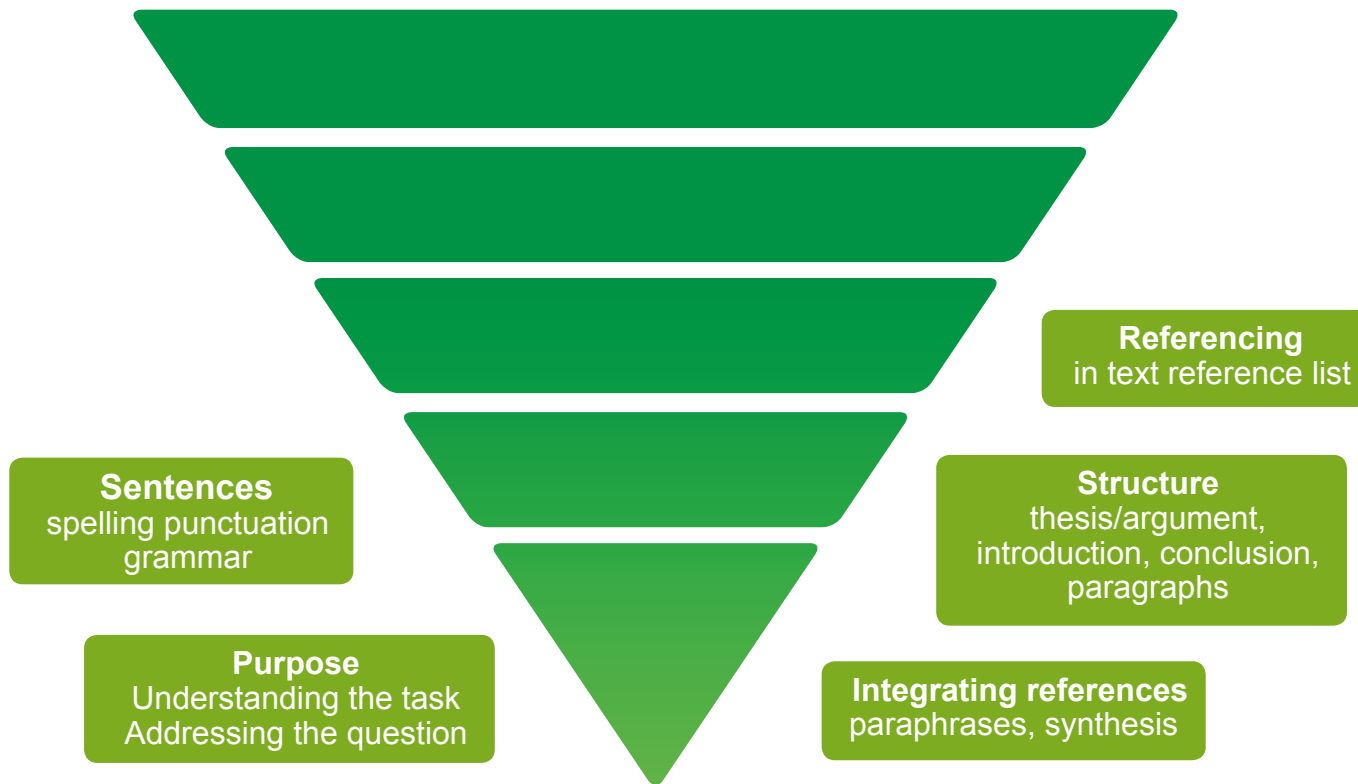 Referencing
in text reference list
Sentences
spelling punctuation
grammar
Structure
thesis/argument,
introduction, conclusion,
paragraphs
Purpose
Understanding the task
Addressing the question
Integrating references
paraphrases, synthesis